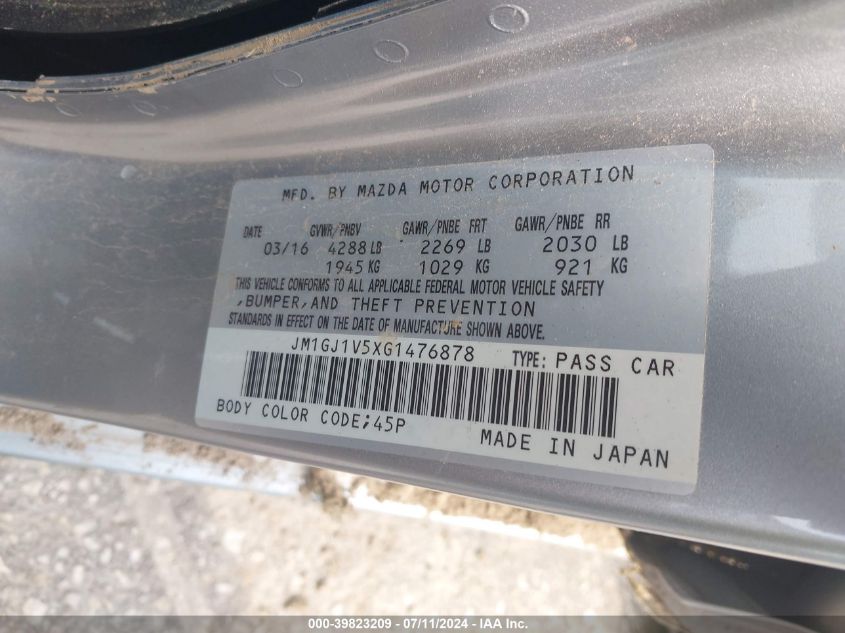 MFD. BY MAZDA MOTOR CORPORATION
DATE GVWR/PNBV GAWR/PNBE FRT GAWR/PNBE RR
03/16 4288 LB 2269 LB 2030 LB
1945 KG 1029 KG 921 KG
THIS VEHICLE CONFORMS TO ALL APPLICABLE FEDERAL MOTOR VEHICLE SAFETY
,BUMPER,AND THEFT PREVENTION
STANDARDS IN EFFECT ON THE DATE OF MANUFACTURE SHOWN ABOVE.
JM1GJ1V5XG1476878 TYPE: PASS CAR
BODY COLOR CODE;45P MADE IN JAPAN
000-39823209 - 07/11/2024 - IAA Inc.